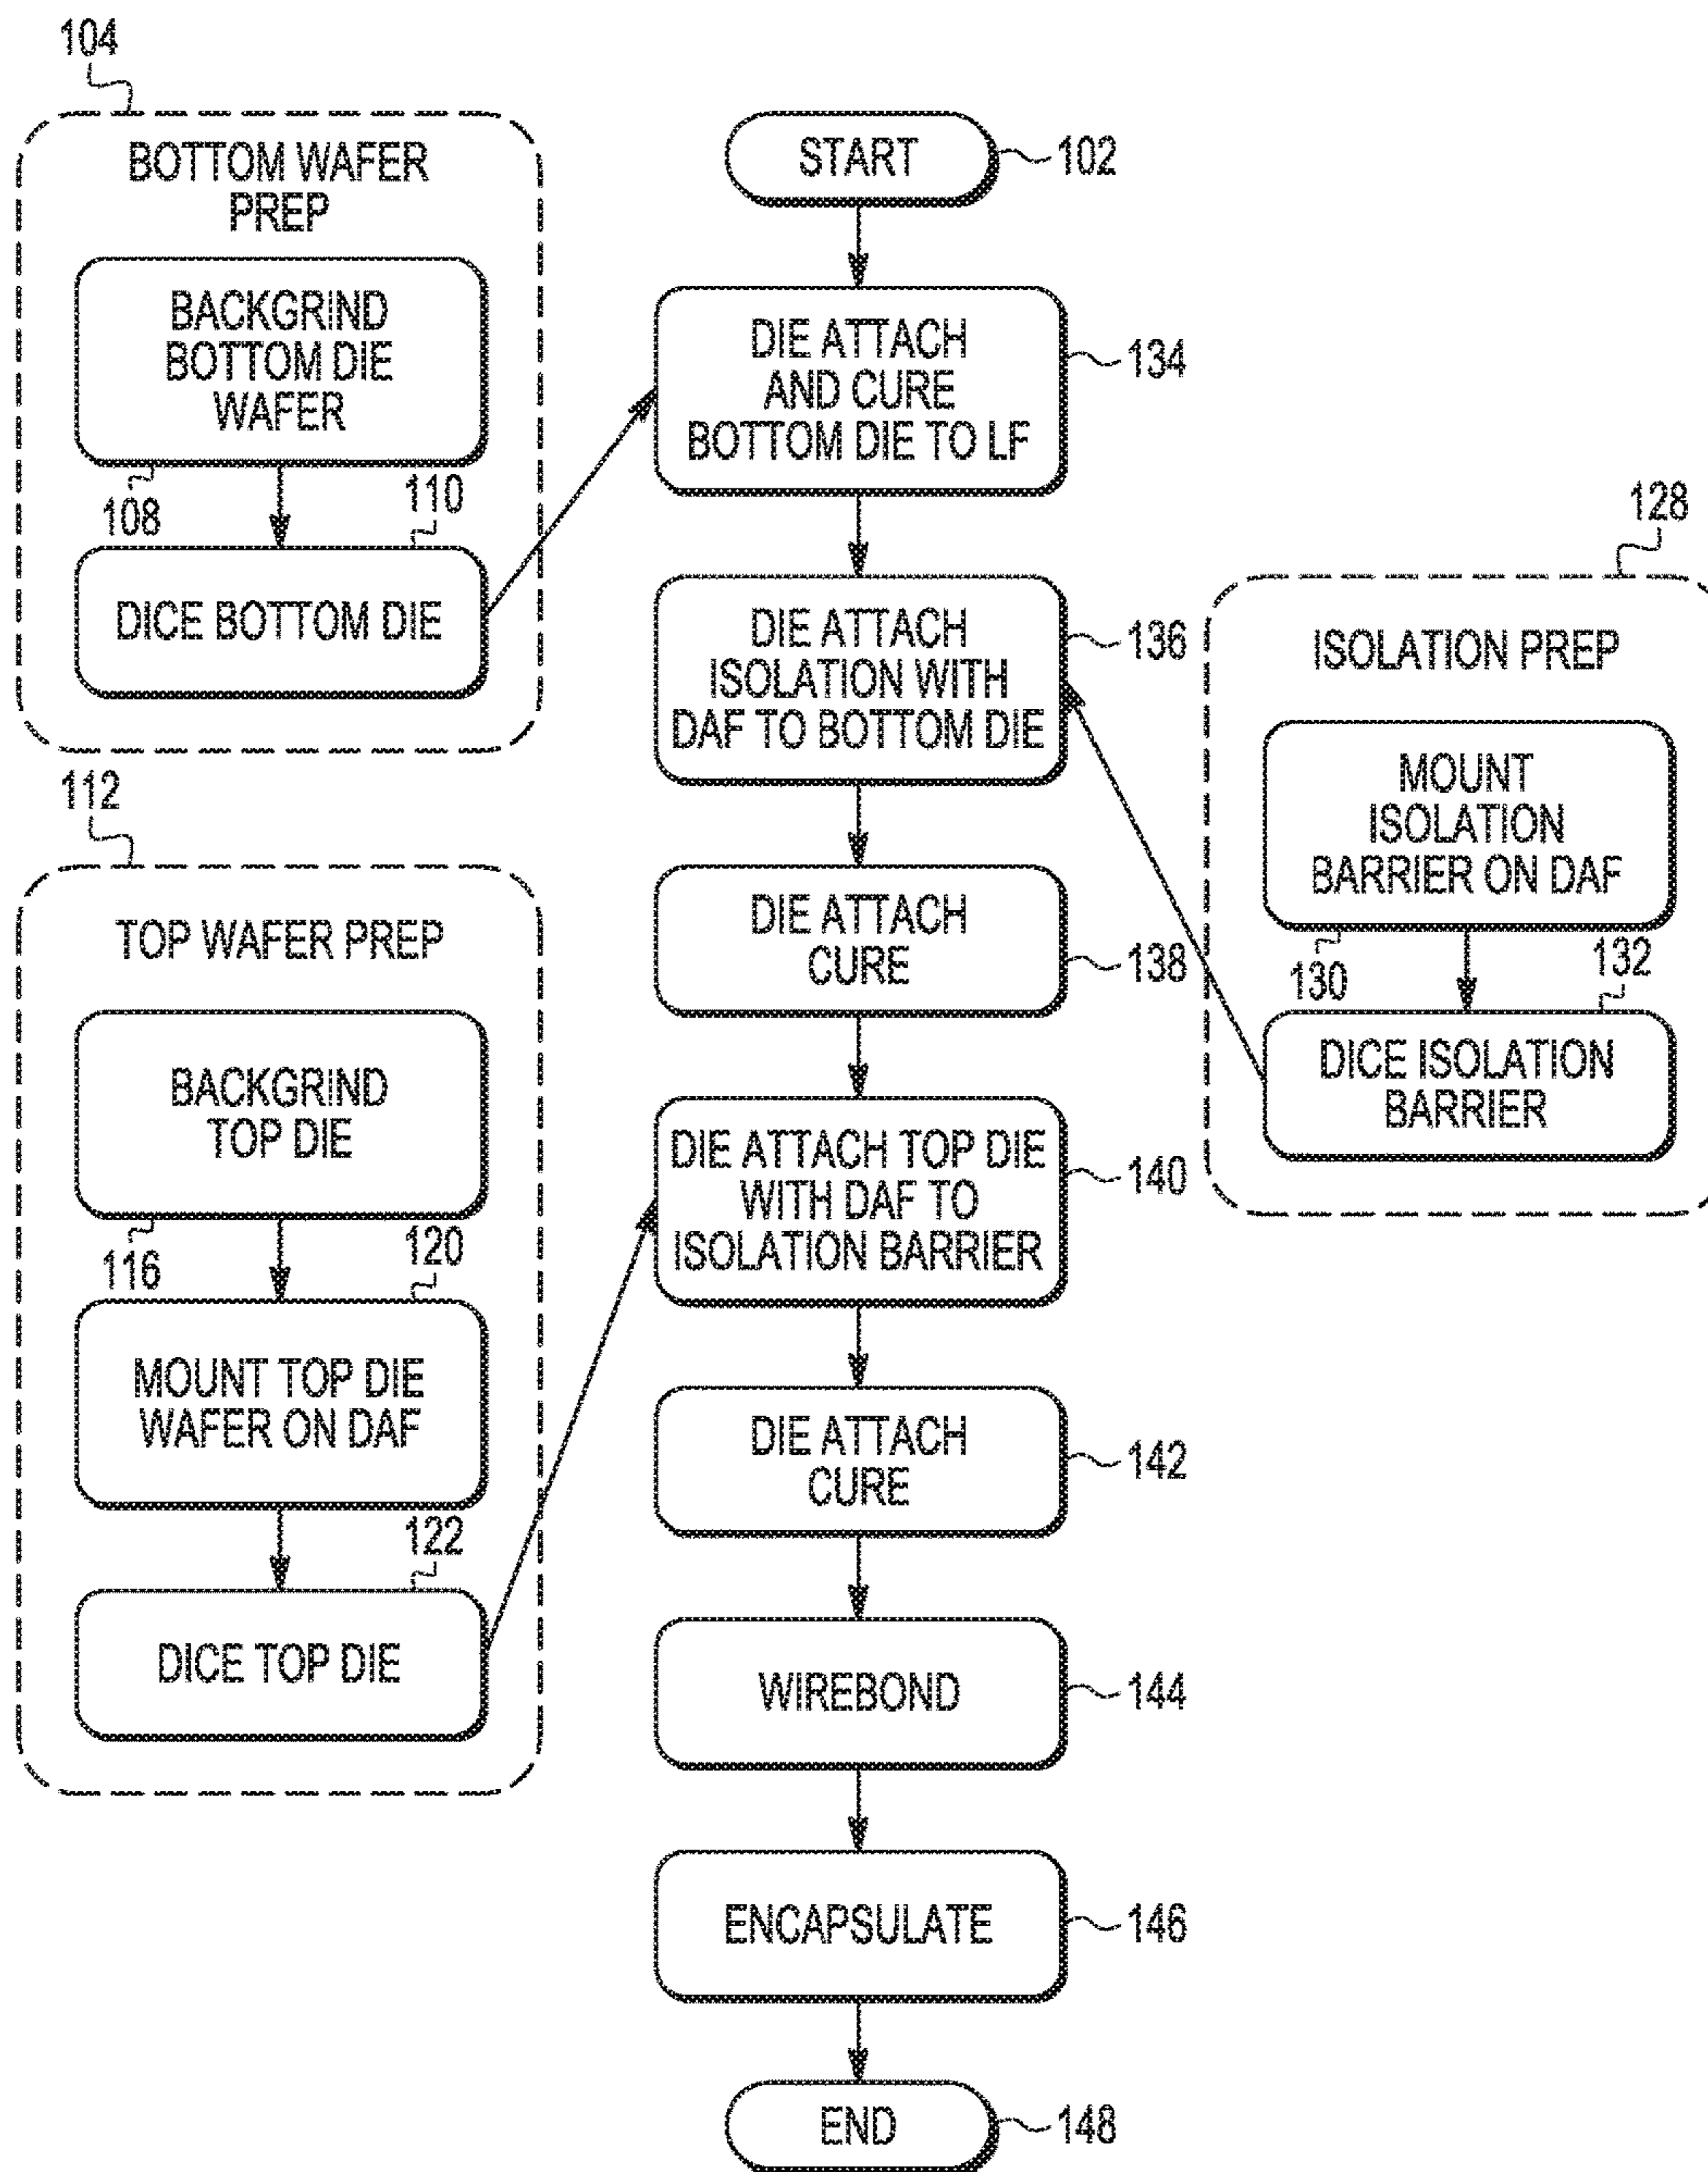 104
BOTTOM WAFER
PREP
BACKGRIND
BOTTOM DIE
WAFER
108
110
DICE BOTTOM DIE
112
TOP WAFER PREP
BACKGRIND
TOP DIE
116
120
MOUNT TOP DIE
WAFER ON DAF
122
DICE TOP DIE
START
102
DIE ATTACH
AND CURE
BOTTOM DIE TO LF
134
DIE ATTACH
ISOLATION WITH
DAF TO BOTTOM DIE
136
DIE ATTACH
CURE
138
DIE ATTACH TOP DIE
WITH DAF TO
ISOLATION BARRIER
140
DIE ATTACH
CURE
142
WIREBOND
144
ENCAPSULATE
146
END
148
128
ISOLATION PREP
MOUNT
ISOLATION
BARRIER ON DAF
130
132
DICE ISOLATION
BARRIER